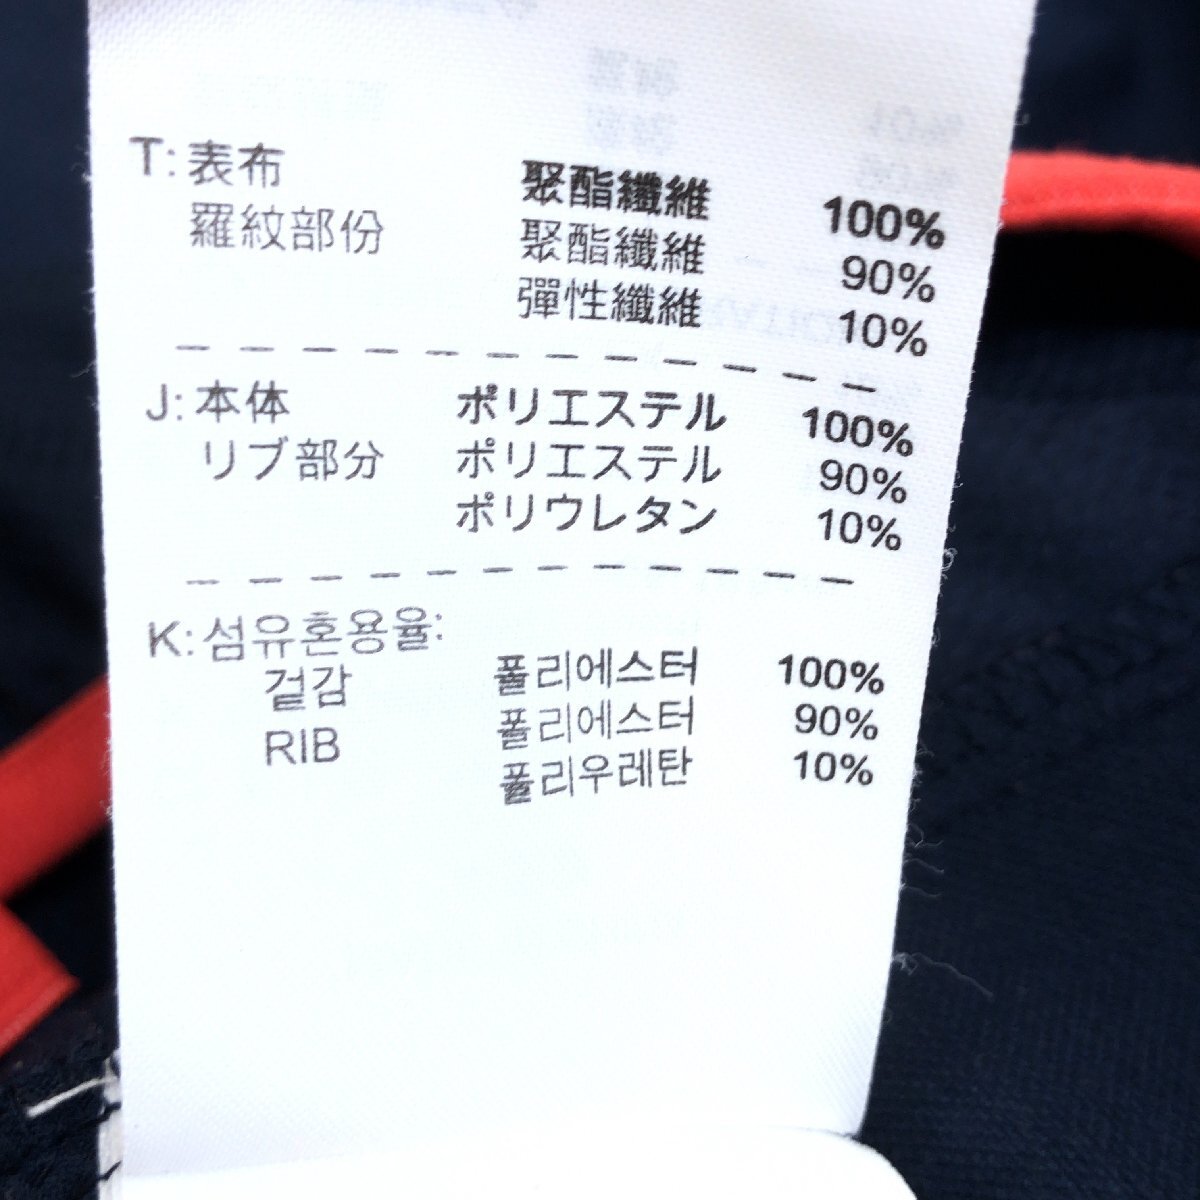 T: 表布 聚酯纖維 100%
羅紋部份 聚酯纖維 90%
彈性纖維 10%
J: 本体 ポリエステル 100%
リブ部分 ポリエステル 90%
ポリウレタン 10%
K: 섬유혼용율:
겉감 폴리에스터 100%
RIB 폴리에스터 90%
폴리우레탄 10%